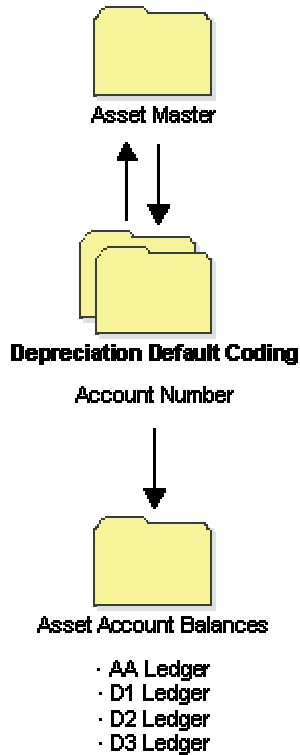 Asset Master
Depreciation Default Coding
Account Number
Asset Account Balances
· AA Ledger
· D1 Ledger
· D2 Ledger
· D3 Ledger